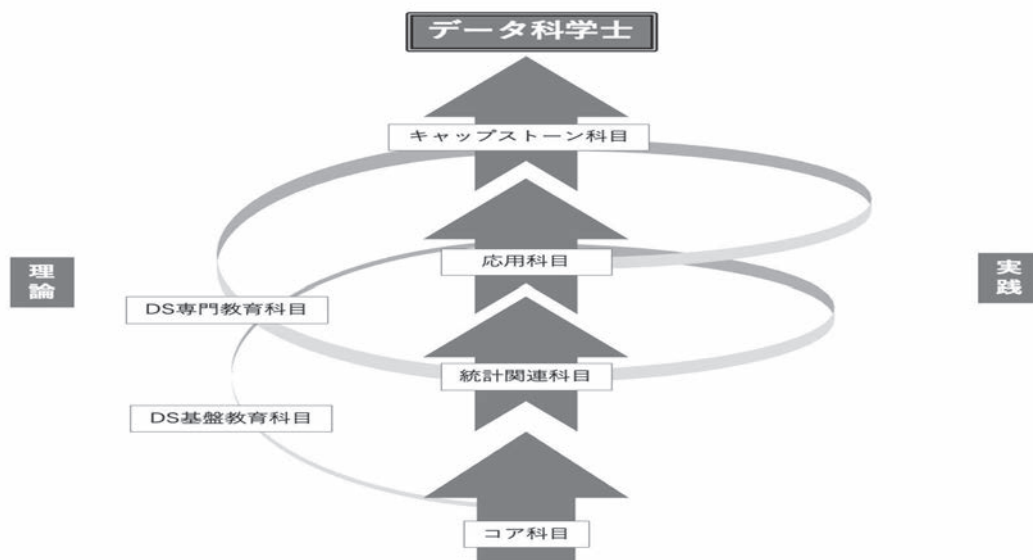 データ科学士
キャップストーン科目
応用科目
理論
実践
DS専門教育科目
統計関連科目
DS基盤教育科目
コア科目